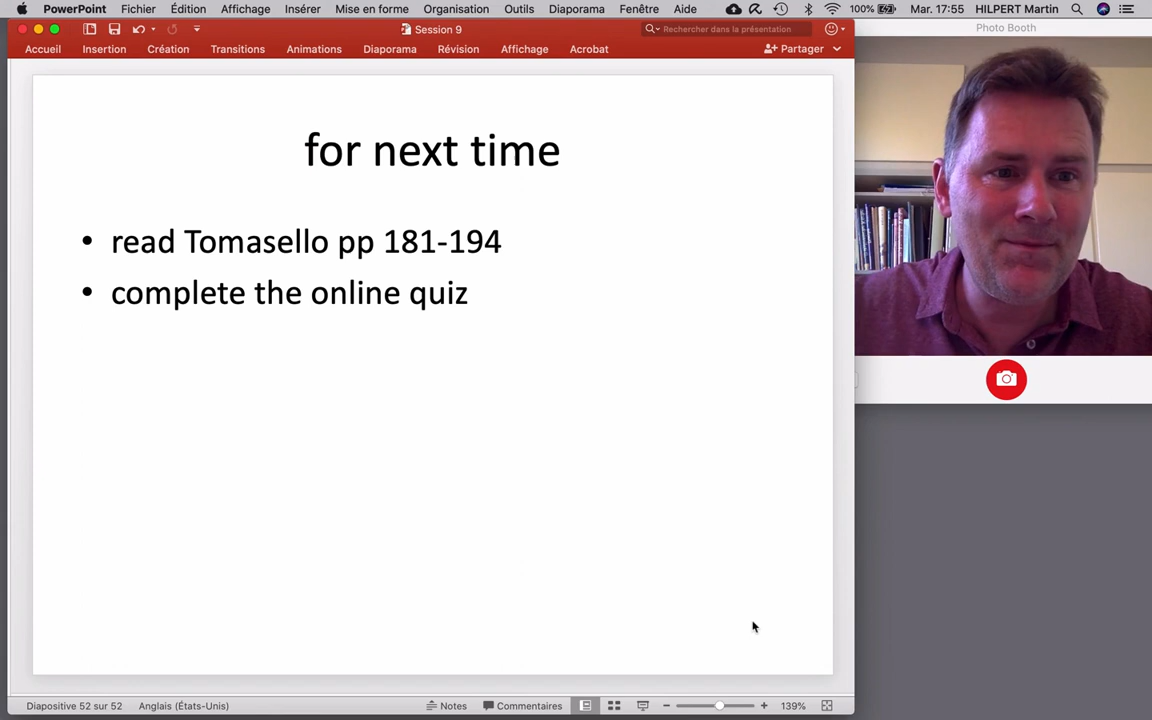 PowerPoint Fichier Édition Affichage Insérer Mise en forme Organisation Outils Diaporama Fenêtre Aide 100% Mar. 17:55 HILPERT Martin
Session 9
Rechercher dans la présentation
Photo Booth
Accueil Insertion Création Transitions Animations Diaporama Révision Affichage Acrobat Partager
for next time
• read Tomasello pp 181-194
• complete the online quiz
Diapositive 52 sur 52 Anglais (États-Unis) Notes Commentaires 139%